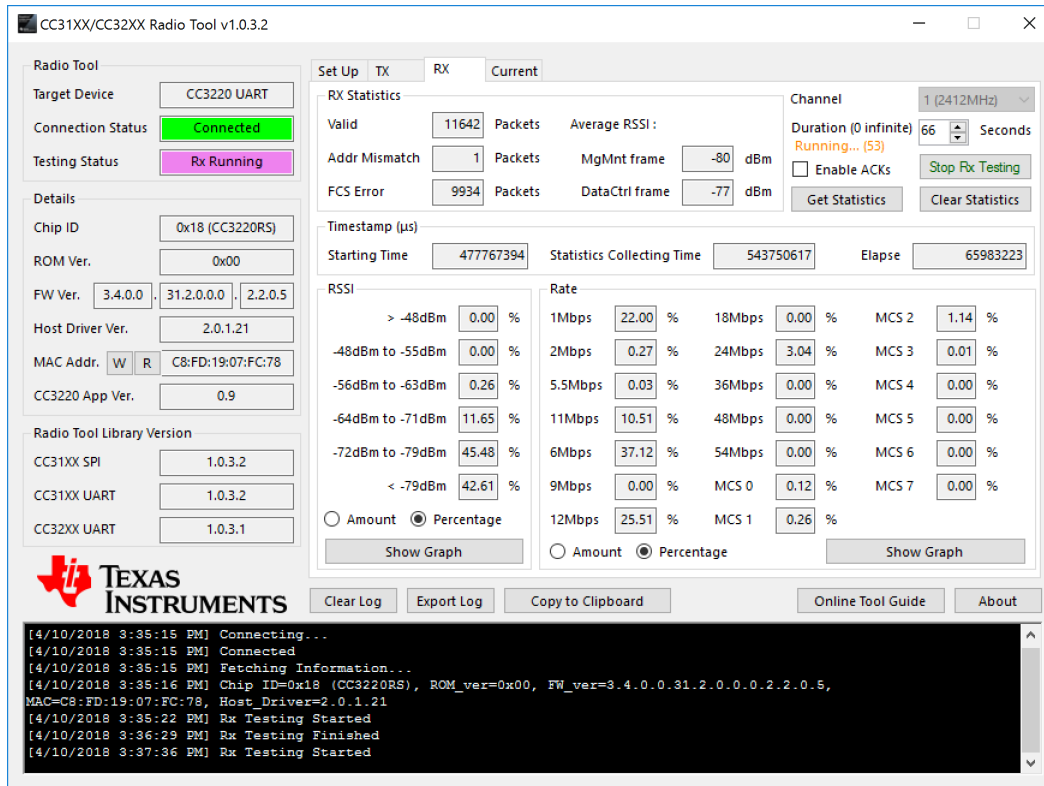 CC31XX/CC32XX Radio Tool v1.0.3.2
Radio Tool
Target Device CC3220 UART
Connection Status Connected
Testing Status Rx Running
Details
Chip ID 0x18 (CC3220RS)
ROM Ver. 0x00
FW Ver. 3.4.0.0 . 31.2.0.0.0 . 2.2.0.5
Host Driver Ver. 2.0.1.21
MAC Addr. W R C8:FD:19:07:FC:78
CC3220 App Ver. 0.9
Radio Tool Library Version
CC31XX SPI 1.0.3.2
CC31XX UART 1.0.3.2
CC32XX UART 1.0.3.1
TEXAS
INSTRUMENTS
Set Up TX RX Current
RX Statistics
Valid 11642 Packets Average RSSI :
Addr Mismatch 1 Packets MgMnt frame -80 dBm
FCS Error 9934 Packets DataCtrl frame -77 dBm
Channel 1 (2412MHz)
Duration (0 infinite) 66 Seconds
Running... (53)
Enable ACKs Stop Rx Testing
Get Statistics Clear Statistics
Timestamp (µs)
Starting Time 477767394 Statistics Collecting Time 543750617 Elapse 65983223
RSSI
> -48dBm 0.00 %
-48dBm to -55dBm 0.00 %
-56dBm to -63dBm 0.26 %
-64dBm to -71dBm 11.65 %
-72dBm to -79dBm 45.48 %
< -79dBm 42.61 %
Amount Percentage
Show Graph
Rate
1Mbps 22.00 % 18Mbps 0.00 % MCS 2 1.14 %
2Mbps 0.27 % 24Mbps 3.04 % MCS 3 0.01 %
5.5Mbps 0.03 % 36Mbps 0.00 % MCS 4 0.00 %
11Mbps 10.51 % 48Mbps 0.00 % MCS 5 0.00 %
6Mbps 37.12 % 54Mbps 0.00 % MCS 6 0.00 %
9Mbps 0.00 % MCS 0 0.12 % MCS 7 0.00 %
12Mbps 25.51 % MCS 1 0.26 %
Amount Percentage Show Graph
Clear Log Export Log Copy to Clipboard Online Tool Guide About
[4/10/2018 3:35:15 PM] Connecting...
[4/10/2018 3:35:15 PM] Connected
[4/10/2018 3:35:15 PM] Fetching Information...
[4/10/2018 3:35:16 PM] Chip ID=0x18 (CC3220RS), ROM_ver=0x00, FW_ver=3.4.0.0.31.2.0.0.0.2.2.0.5,
MAC=C8:FD:19:07:FC:78, Host_Driver=2.0.1.21
[4/10/2018 3:35:22 PM] Rx Testing Started
[4/10/2018 3:36:29 PM] Rx Testing Finished
[4/10/2018 3:37:36 PM] Rx Testing Started